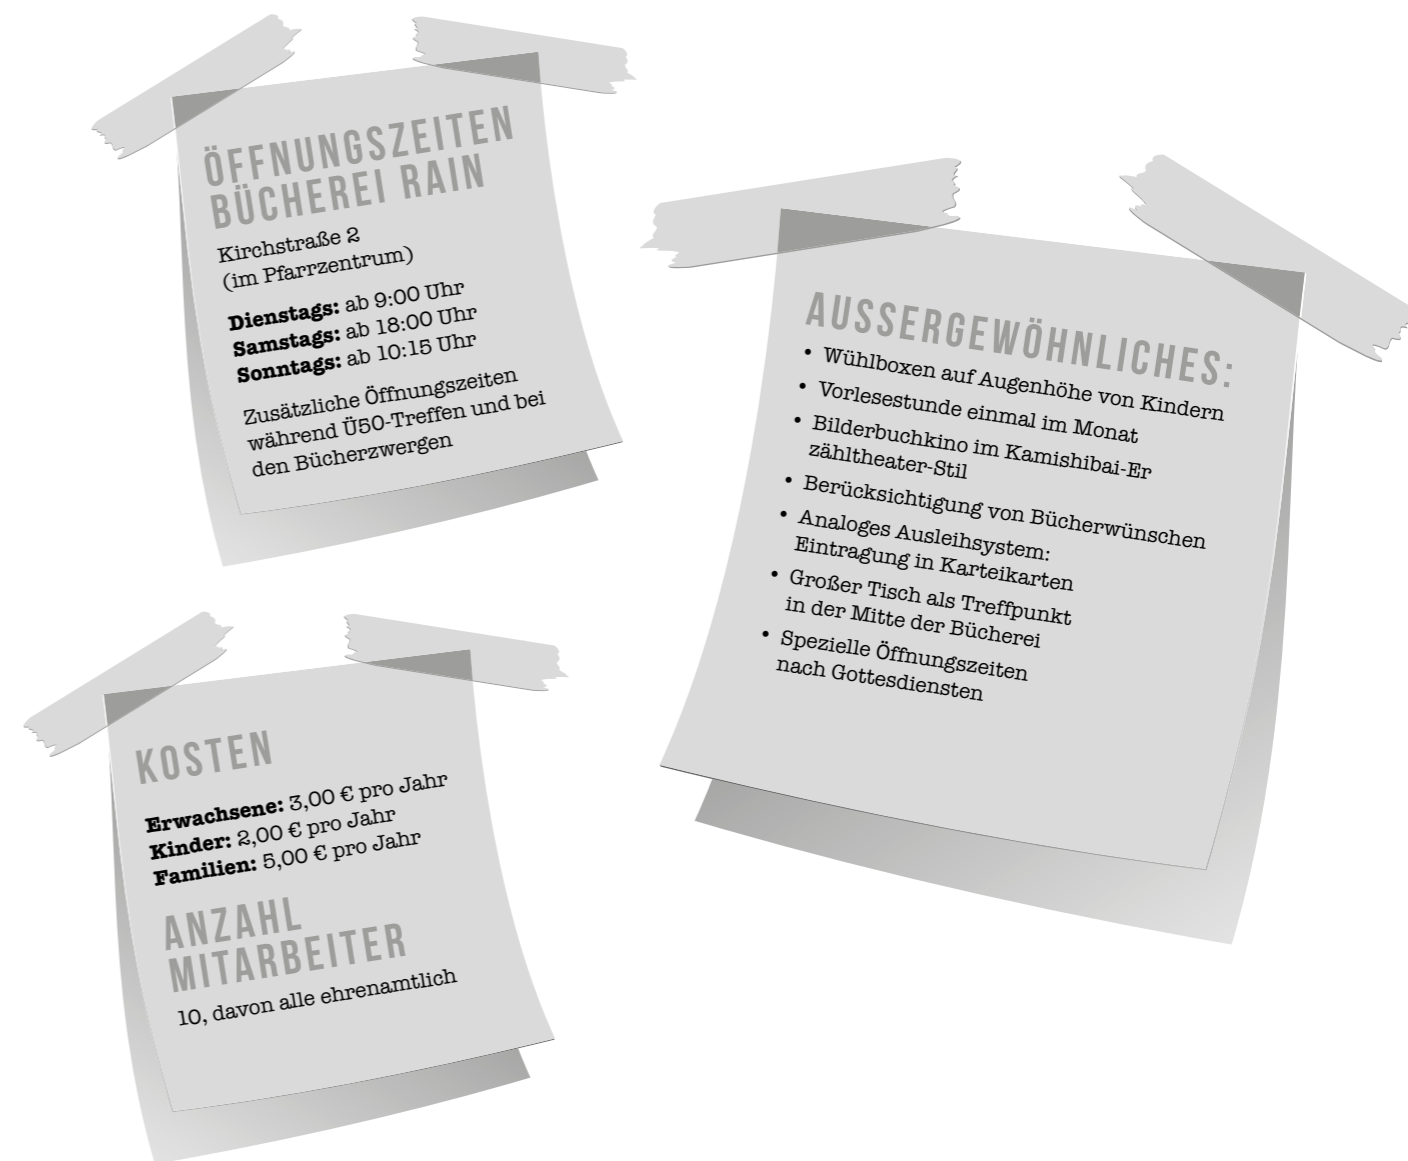 ÖFFNUNGSZEITEN
BÜCHEREI RAIN
Kirchstraße 2
(im Pfarrzentrum)
Dienstags: ab 9:00 Uhr
Samstags: ab 18:00 Uhr
Sonntags: ab 10:15 Uhr
Zusätzliche Öffnungszeiten
während Ü50-Treffen und bei
den Bücherzwergen
KOSTEN
Erwachsene: 3,00 € pro Jahr
Kinder: 2,00 € pro Jahr
Familien: 5,00 € pro Jahr
ANZAHL
MITARBEITER
10, davon alle ehrenamtlich
AUSSERGEWÖHNLICHES:
• Wühlboxen auf Augenhöhe von Kindern
• Vorlesestunde einmal im Monat
• Bilderbuchkino im Kamishibai-Er
zähltheater-Stil
• Berücksichtigung von Bücherwünschen
• Analoges Ausleihsystem:
Eintragung in Karteikarten
• Großer Tisch als Treffpunkt
in der Mitte der Bücherei
• Spezielle Öffnungszeiten
nach Gottesdiensten